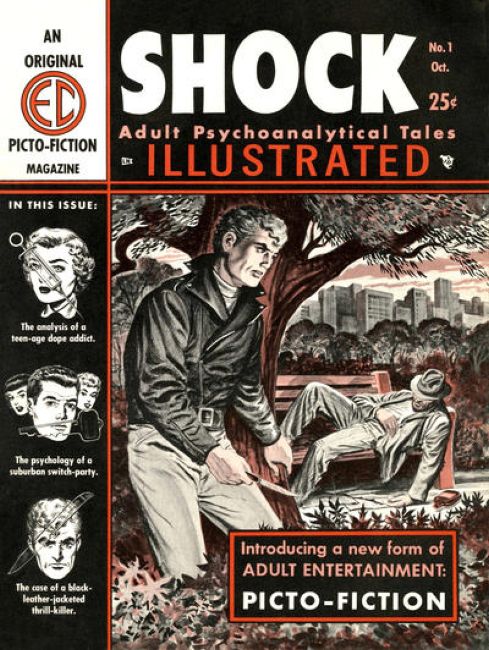 AN
ORIGINAL
EC
PICTO-FICTION
MAGAZINE
SHOCK
No. 1
Oct.
25¢
Adult Psychoanalytical Tales
ILLUSTRATED
IN THIS ISSUE:
The analysis of a
teen-age dope addict.
The psychology of a
suburban switch-party.
The case of a black-
leather-jacketed
thrill-killer.
Introducing a new form of
ADULT ENTERTAINMENT:
PICTO-FICTION